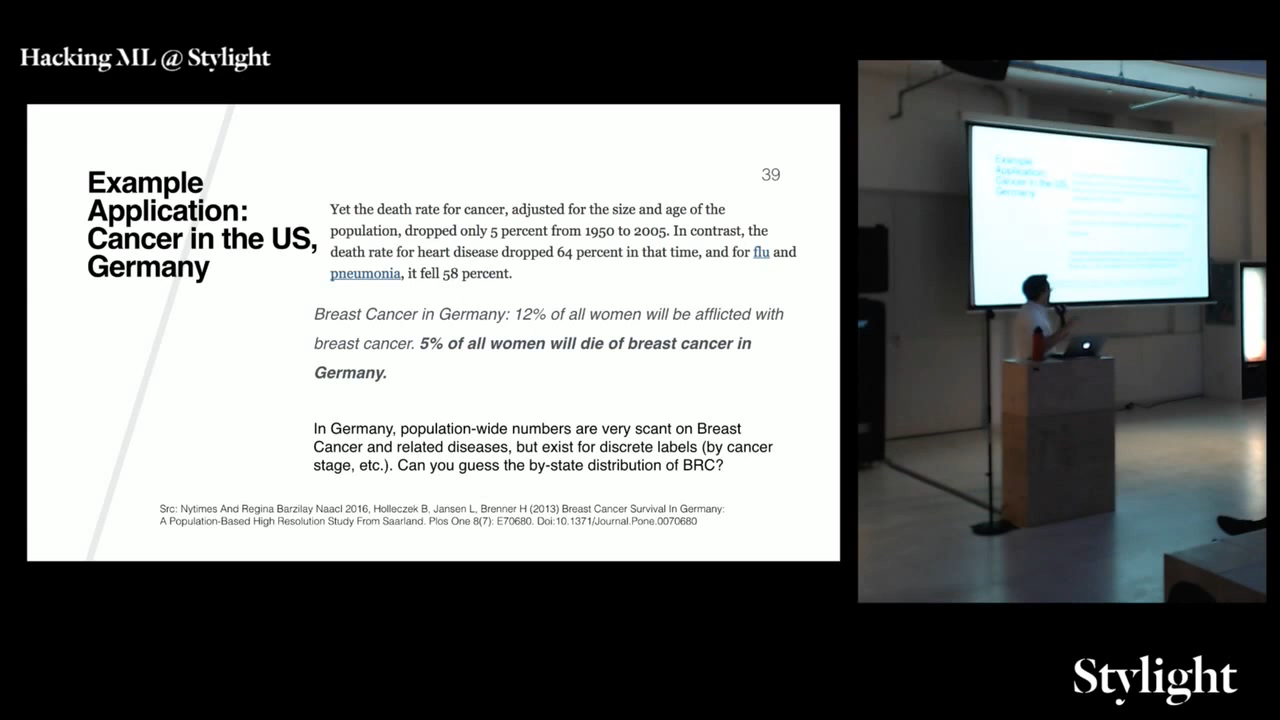 Hacking ML @ Stylight
39
Example
Application:
Cancer in the US,
Germany
Yet the death rate for cancer, adjusted for the size and age of the
population, dropped only 5 percent from 1950 to 2005. In contrast, the
death rate for heart disease dropped 64 percent in that time, and for flu and
pneumonia, it fell 58 percent.
Breast Cancer in Germany: 12% of all women will be afflicted with
breast cancer. 5% of all women will die of breast cancer in
Germany.
In Germany, population-wide numbers are very scant on Breast
Cancer and related diseases, but exist for discrete labels (by cancer
stage, etc.). Can you guess the by-state distribution of BRC?
Src: Nytimes And Regina Barzilay Naacl 2016, Holleczek B, Jansen L, Brenner H (2013) Breast Cancer Survival In Germany:
A Population-Based High Resolution Study From Saarland. Plos One 8(7): E70680. Doi:10.1371/Journal.Pone.0070680
Example
Application:
Cancer in the US,
Germany
Stylight